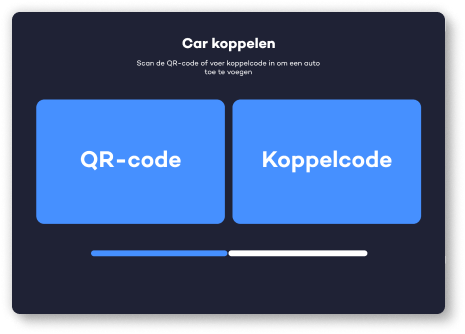 Car koppelen
Scan de QR-code of voer koppelcode in om een auto
toe te voegen
QR-code
Koppelcode